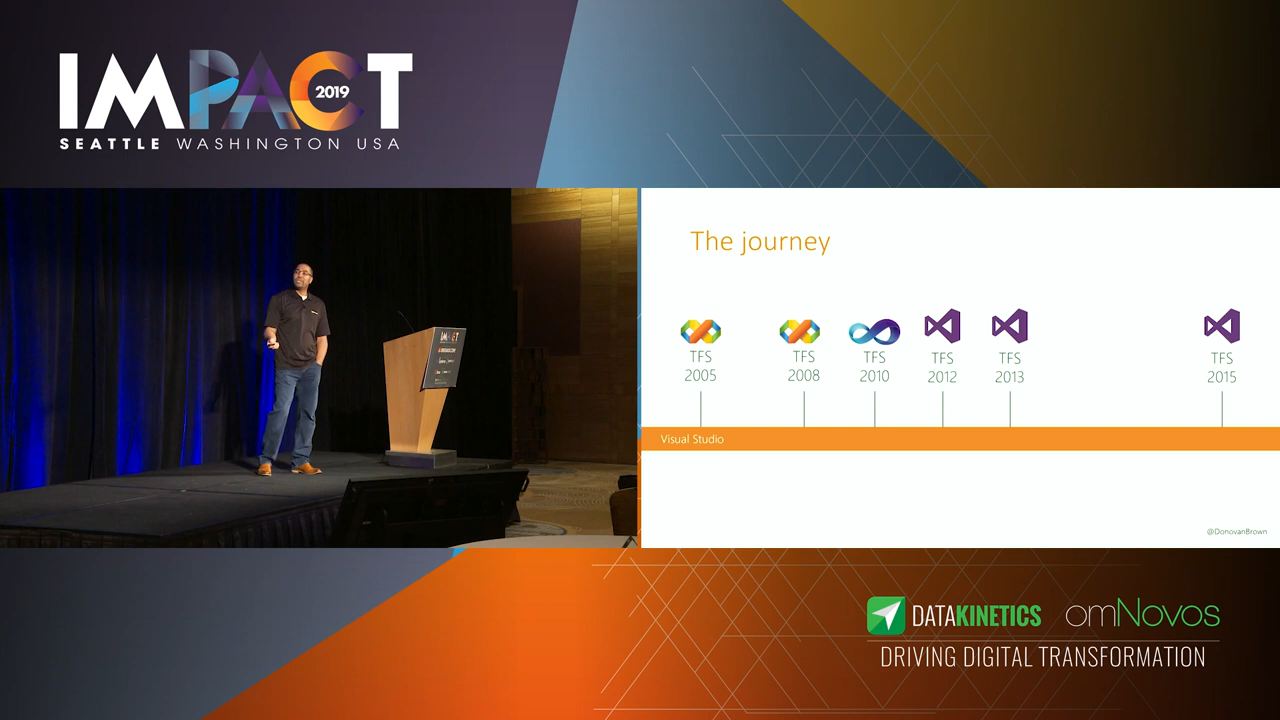 IMPACT
2019
SEATTLE WASHINGTON USA
The journey
TFS
2005
TFS
2008
TFS
2010
TFS
2012
TFS
2013
TFS
2015
Visual Studio
@DonovanBrown
IMPACT
DATAKINETICS omNovos
DRIVING DIGITAL TRANSFORMATION